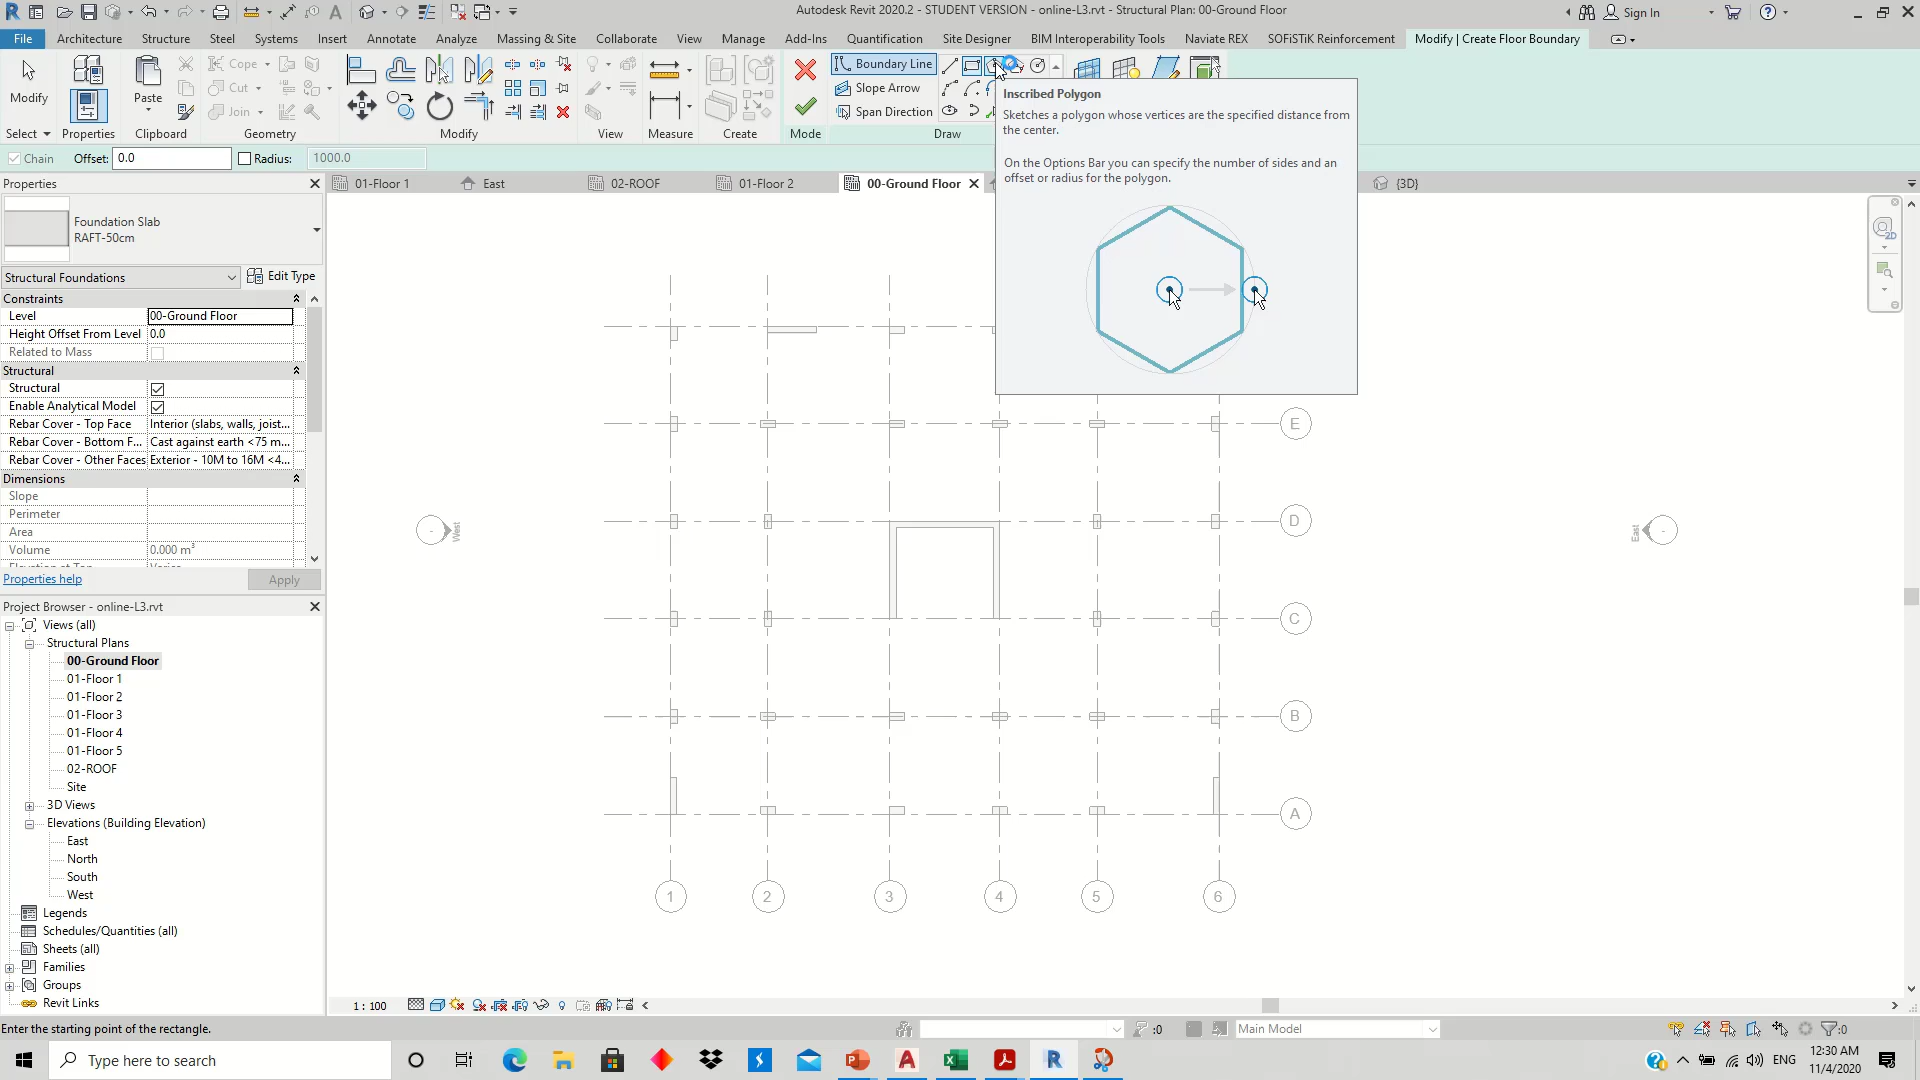 Autodesk Revit 2020.2 - STUDENT VERSION - online-L3.rvt - Structural Plan: 00-Ground Floor
Sign In
File Architecture Structure Steel Systems Insert Annotate Analyze Massing & Site Collaborate View Manage Add-Ins Quantification Site Designer BIM Interoperability Tools Naviate REX SOFiSTiK Reinforcement Modify | Create Floor Boundary
Modify
Paste
Cope
Cut
Join
Boundary Line
Slope Arrow
Span Direction
Select Properties Clipboard Geometry Modify View Measure Create Mode Draw
Chain Offset: 0.0 Radius: 1000.0
Inscribed Polygon
Sketches a polygon whose vertices are the specified distance from
the center.
On the Options Bar you can specify the number of sides and an
offset or radius for the polygon.
Properties
01-Floor 1 East 02-ROOF 01-Floor 2 00-Ground Floor {3D}
Foundation Slab
RAFT-50cm
Structural Foundations Edit Type
Constraints
Level 00-Ground Floor
Height Offset From Level 0.0
Related to Mass
Structural
Structural
Enable Analytical Model
Rebar Cover - Top Face Interior (slabs, walls, joist...
Rebar Cover - Bottom F... Cast against earth <75 m...
Rebar Cover - Other Faces Exterior - 10M to 16M <4...
Dimensions
Slope
Perimeter
Area
Volume 0.000 m³
Properties help Apply
Project Browser - online-L3.rvt
Views (all)
Structural Plans
00-Ground Floor
01-Floor 1
01-Floor 2
01-Floor 3
01-Floor 4
01-Floor 5
02-ROOF
Site
3D Views
Elevations (Building Elevation)
East
North
South
West
Legends
Schedules/Quantities (all)
Sheets (all)
Families
Groups
Revit Links
2D
E
D
C
B
A
1 2 3 4 5 6
West
East
1 : 100
Enter the starting point of the rectangle.
:0
Main Model
:0
Type here to search
ENG
12:30 AM
11/4/2020